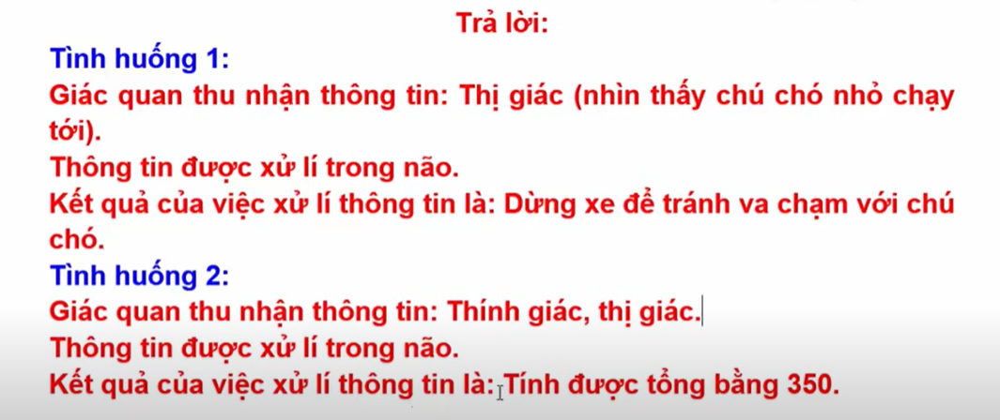 Trả lời:
Tình huống 1:
Giác quan thu nhận thông tin: Thị giác (nhìn thấy chú chó nhỏ chạy
tới).
Thông tin được xử lí trong não.
Kết quả của việc xử lí thông tin là: Dừng xe để tránh va chạm với chú
chó.
Tình huống 2:
Giác quan thu nhận thông tin: Thính giác, thị giác.
Thông tin được xử lí trong não.
Kết quả của việc xử lí thông tin là: Tính được tổng bằng 350.